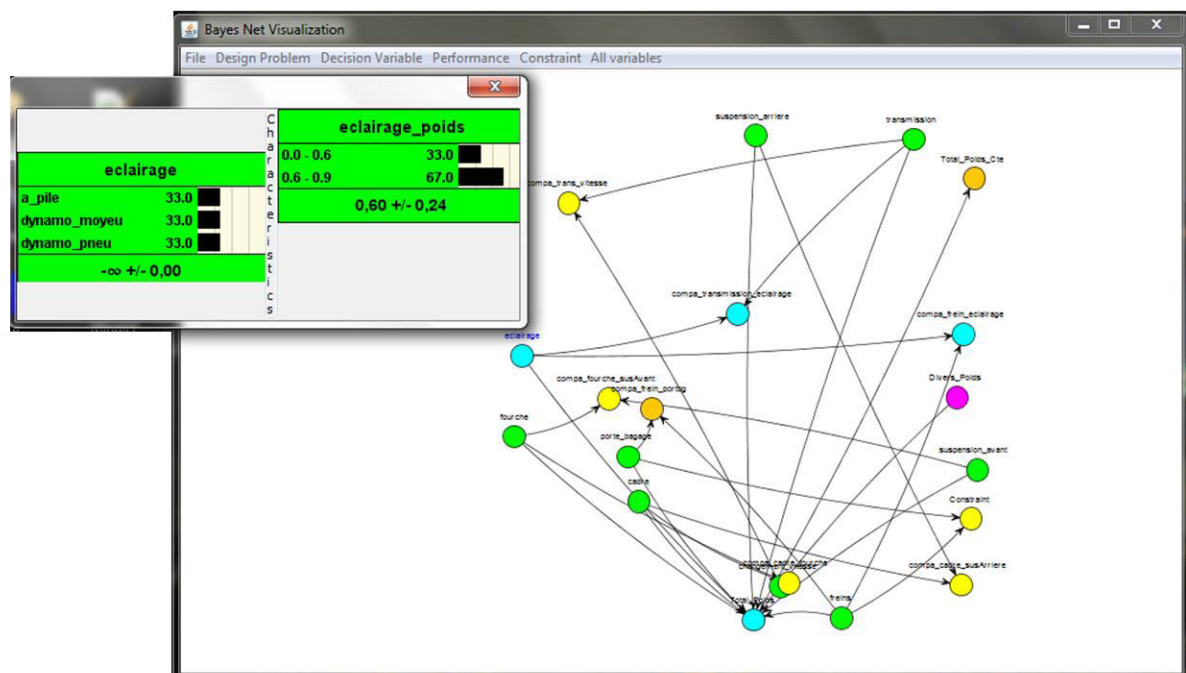 Bayes Net Visualization
File Design Problem Decision Variable Performance Constraint All variables
Characteristics
eclairage
a_pile 33.0
dynamo_moyeu 33.0
dynamo_pneu 33.0
-∞ +/- 0,00
eclairage_poids
0.0 - 0.6 33.0
0.6 - 0.9 67.0
0,60 +/- 0,24
suspension_arriere
transmission
Total_Poids_Cte
compa_trans_vitesse
compa_transmission_eclairage
compa_frein_eclairage
eclairage
compa_fourche_susAvant
compa_frein_portag
Divers_Poids
fourche
porte_bagage
suspension_avant
cadre
Constraint
compa_cadre_susArriere
Total_Poids
freins